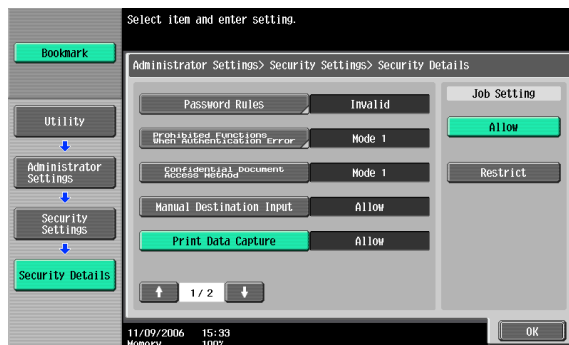 Select item and enter setting.
Bookmark
Administrator Settings> Security Settings> Security Details
Utility
Administrator
Settings
Security
Settings
Security Details
Password Rules
Invalid
Prohibited Functions
When Authentication Error
Mode 1
Confidential Document
Access Method
Mode 1
Manual Destination Input
Allow
Print Data Capture
Allow
1/2
Job Setting
Allow
Restrict
11/09/2006 15:33
Memory 100%
OK